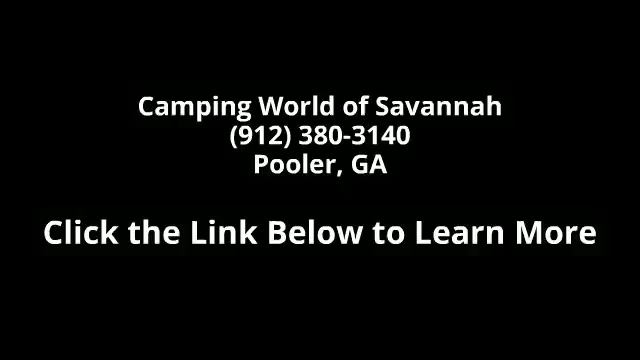 Camping World of Savannah
(912) 380-3140
Pooler, GA
Click the Link Below to Learn More